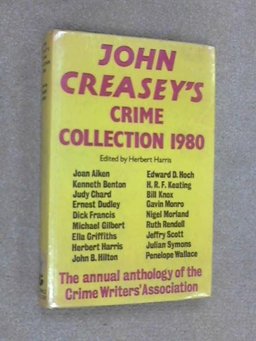 JOHN
CREASEY'S
CRIME
COLLECTION 1980
Edited by Herbert Harris
Joan Aiken
Kenneth Benton
Judy Chard
Ernest Dudley
Dick Francis
Michael Gilbert
Ella Griffiths
Herbert Harris
John B. Hilton
Edward D. Hoch
H. R. F. Keating
Bill Knox
Gavin Monro
Nigel Morland
Ruth Rendell
Jeffry Scott
Julian Symons
Penelope Wallace
The annual anthology of the
Crime Writers' Association